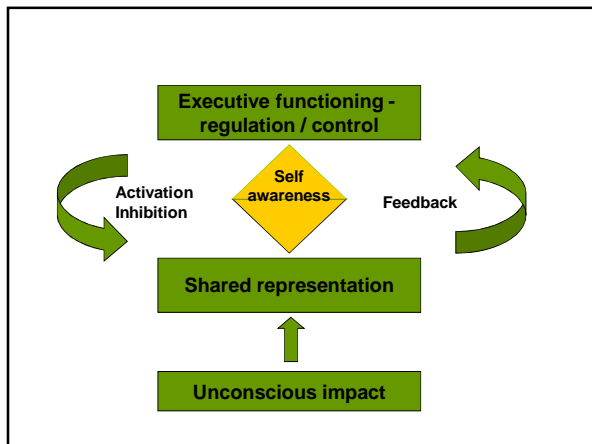 Executive functioning -
regulation / control
Self
awareness
Activation
Inhibition
Feedback
Shared representation
Unconscious impact